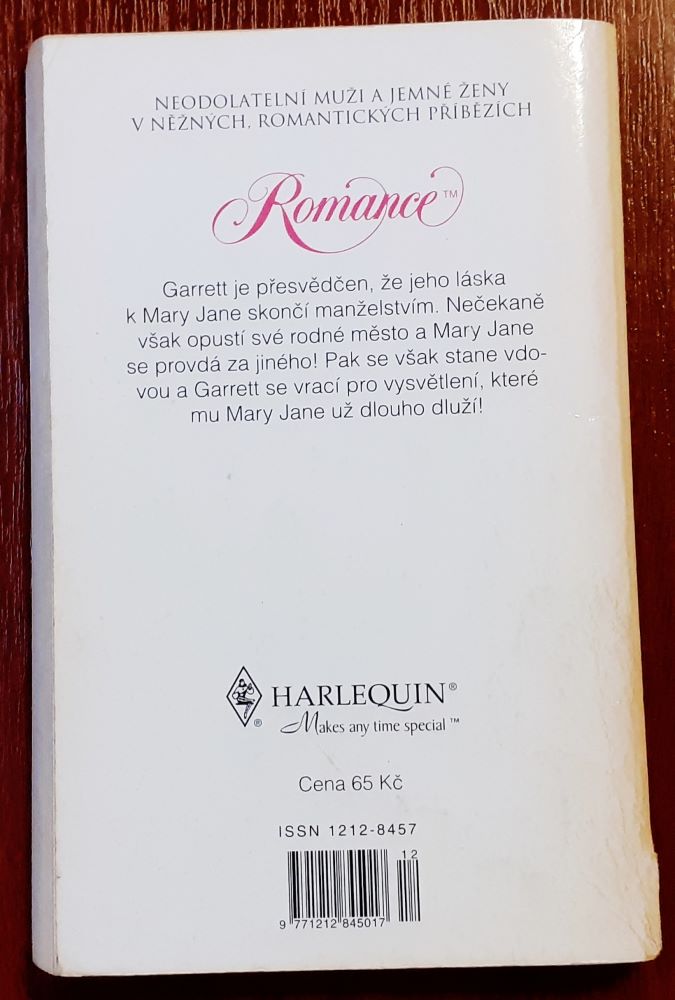 NEODOLATELNÍ MUŽI A JEMNÉ ŽENY
V NĚŽNÝCH, ROMANTICKÝCH PŘÍBĚZÍCH
Romance™
Garrett je přesvědčen, že jeho láska
k Mary Jane skončí manželstvím. Nečekaně
však opustí své rodné město a Mary Jane
se provdá za jiného! Pak se však stane vdo-
vou a Garrett se vrací pro vysvětlení, které
mu Mary Jane už dlouho dluží!
HARLEQUIN®
®
Makes any time special™
Cena 65 Kč
ISSN 1212-8457
12
9 771212 845017